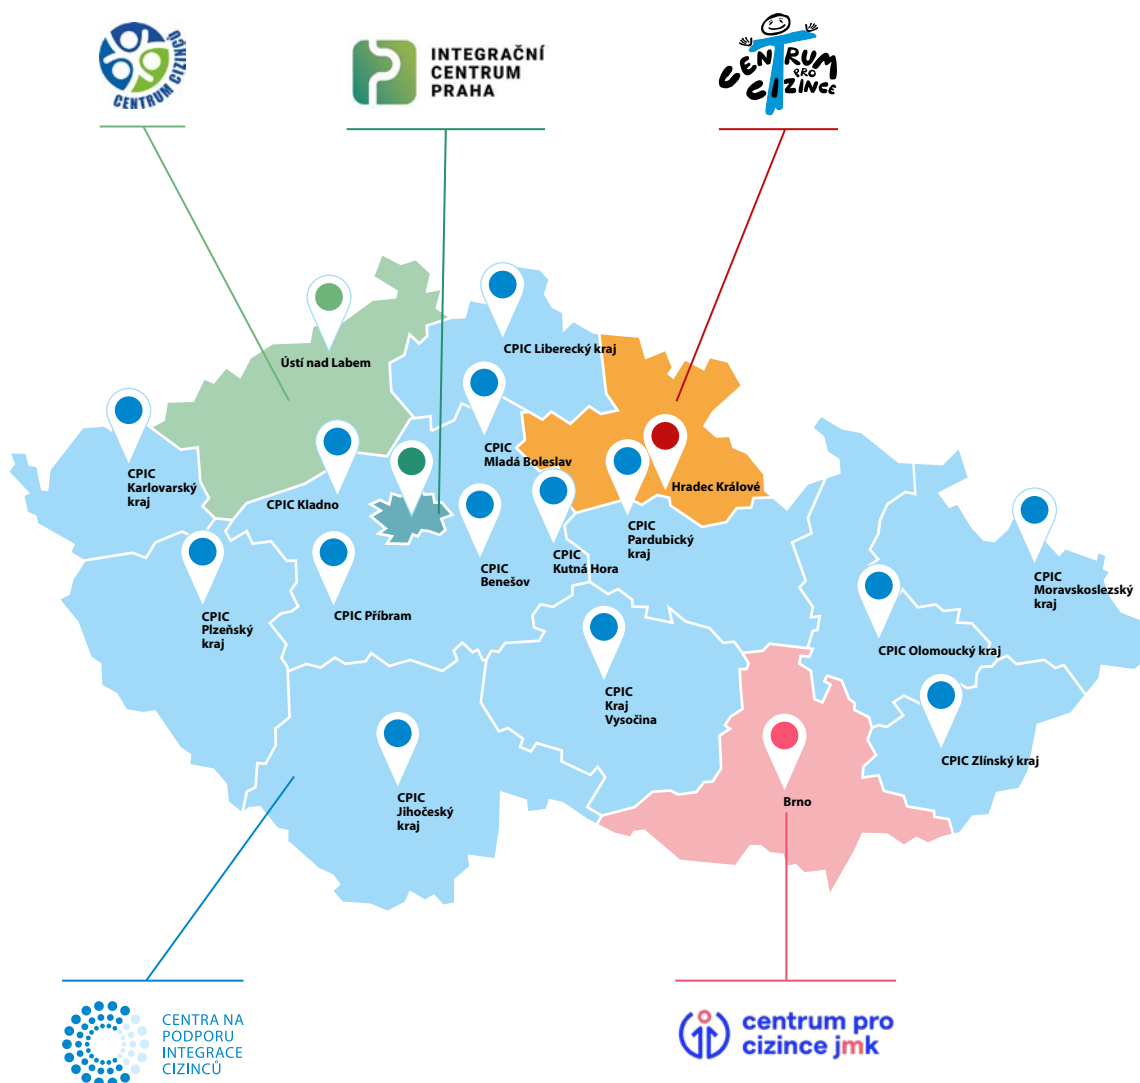 CENTRUM CIZINCŮ
INTEGRAČNÍ
CENTRUM
PRAHA
CENTRUM
PRO
CIZINCE
Ústí nad Labem
CPIC Liberecký kraj
CPIC
Karlovarský
kraj
CPIC
Mladá Boleslav
Hradec Králové
CPIC Kladno
CPIC
Pardubický
kraj
CPIC
Kutná Hora
CPIC
Benešov
CPIC
Moravskoslezský
kraj
CPIC
Plzeňský
kraj
CPIC Příbram
CPIC Olomoucký kraj
CPIC
Kraj
Vysočina
CPIC Zlínský kraj
CPIC
Jihočeský
kraj
Brno
CENTRA NA
PODPORU
INTEGRACE
CIZINCŮ
centrum pro
cizince jmk